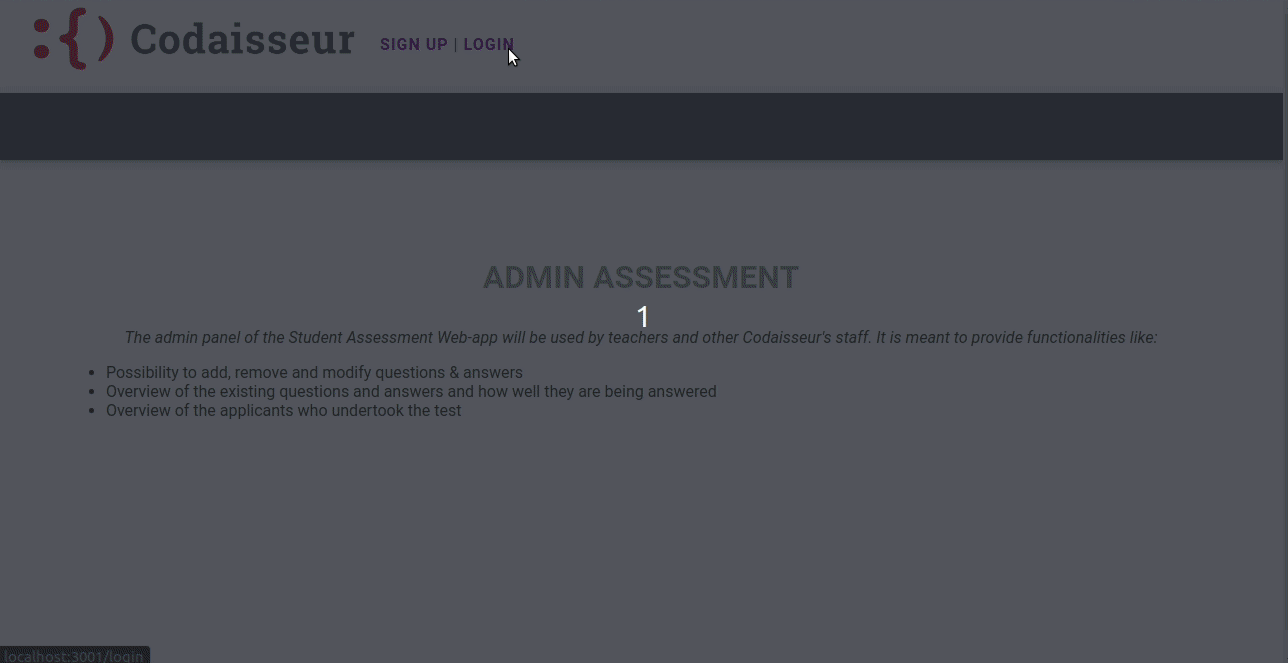 :{) Codaisseur SIGN UP | LOGIN
ADMIN ASSESSMENT
1
The admin panel of the Student Assessment Web-app will be used by teachers and other Codaisseur's staff. It is meant to provide functionalities like:
• Possibility to add, remove and modify questions & answers
• Overview of the existing questions and answers and how well they are being answered
• Overview of the applicants who undertook the test
localhost:3001/login